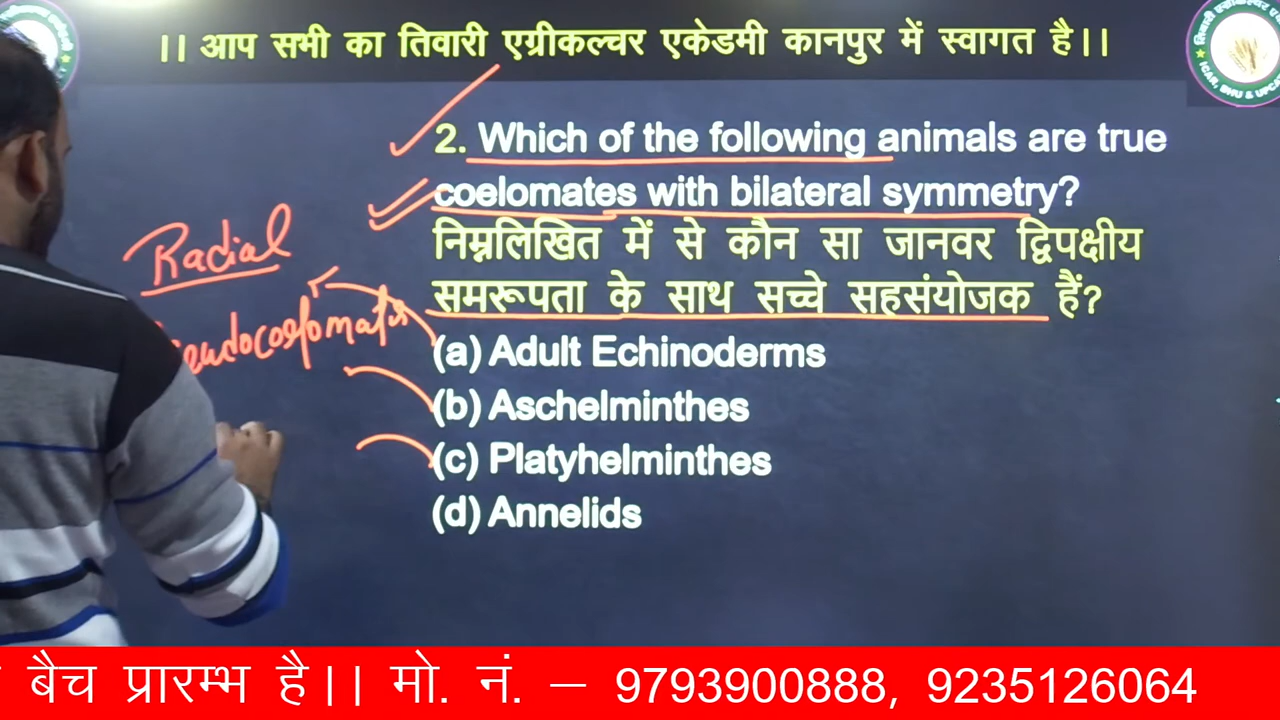 ।। आप सभी का तिवारी एग्रीकल्चर एकेडमी कानपुर में स्वागत है।।
2. Which of the following animals are true
coelomates with bilateral symmetry?
निम्नलिखित में से कौन सा जानवर द्विपक्षीय
समरूपता के साथ सच्चे सहसंयोजक हैं?
Radial
(a) Adult Echinoderms
(b) Aschelminthes
(c) Platyhelminthes
(d) Annelids
बैच प्रारम्भ है।। मो. नं. – 9793900888, 9235126064